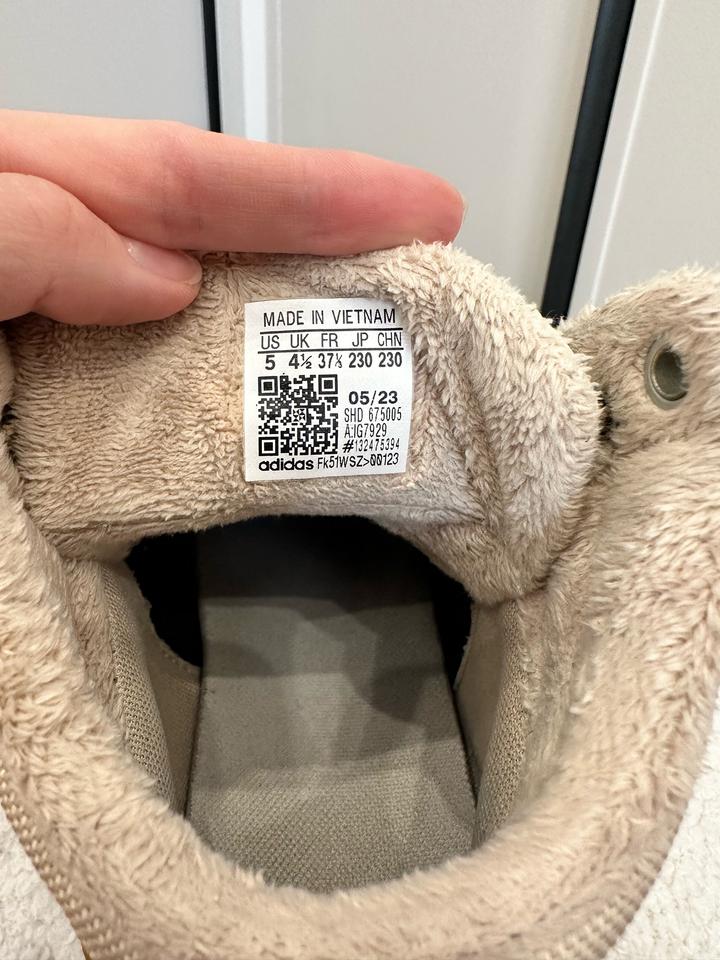 MADE IN VIETNAM
US UK FR JP CHN
5 4½ 37⅓ 230 230
05/23
SHD 675005
A:IG7929
#132475394
adidas Fk51WSZ>00123